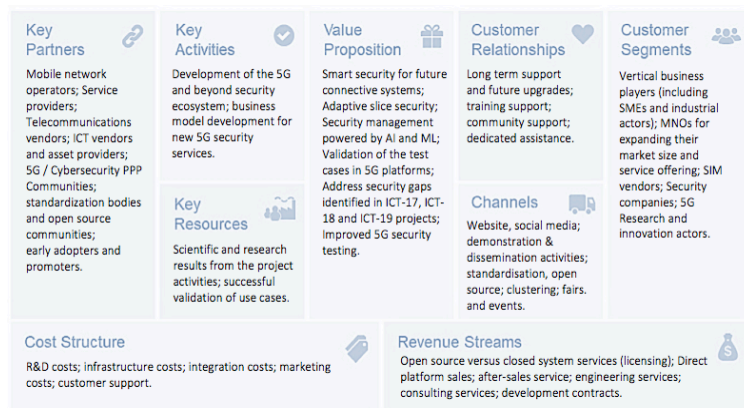 Key
Partners
Mobile network
operators; Service
providers;
Telecommunications
vendors; ICT vendors
and asset providers;
5G / Cybersecurity PPP
Communities;
standardization bodies
and open source
communities;
early adopters and
promoters.
Key
Activities
Development of the 5G
and beyond security
ecosystem; business
model development for
new 5G security
services.
Key
Resources
Scientific and research
results from the project
activities; successful
validation of use cases.
Value
Proposition
Smart security for future
connective systems;
Adaptive slice security;
Security management
powered by AI and ML;
Validation of the test
cases in 5G platforms;
Address security gaps
identified in ICT-17, ICT-
18 and ICT-19 projects;
Improved 5G security
testing.
Customer
Relationships
Long term support
and future upgrades;
training support;
community support;
dedicated assistance.
Channels
Website, social media;
demonstration &
dissemination activities;
standardisation, open
source; clustering; fairs.
and events.
Customer
Segments
Vertical business
players (including
SMEs and industrial
actors); MNOs for
expanding their
market size and
service offering; SIM
vendors; Security
companies; 5G
Research and
innovation actors.
Cost Structure
R&D costs; infrastructure costs; integration costs; marketing
costs; customer support.
Revenue Streams
Open source versus closed system services (licensing); Direct
platform sales; after-sales service; engineering services;
consulting services; development contracts.
$